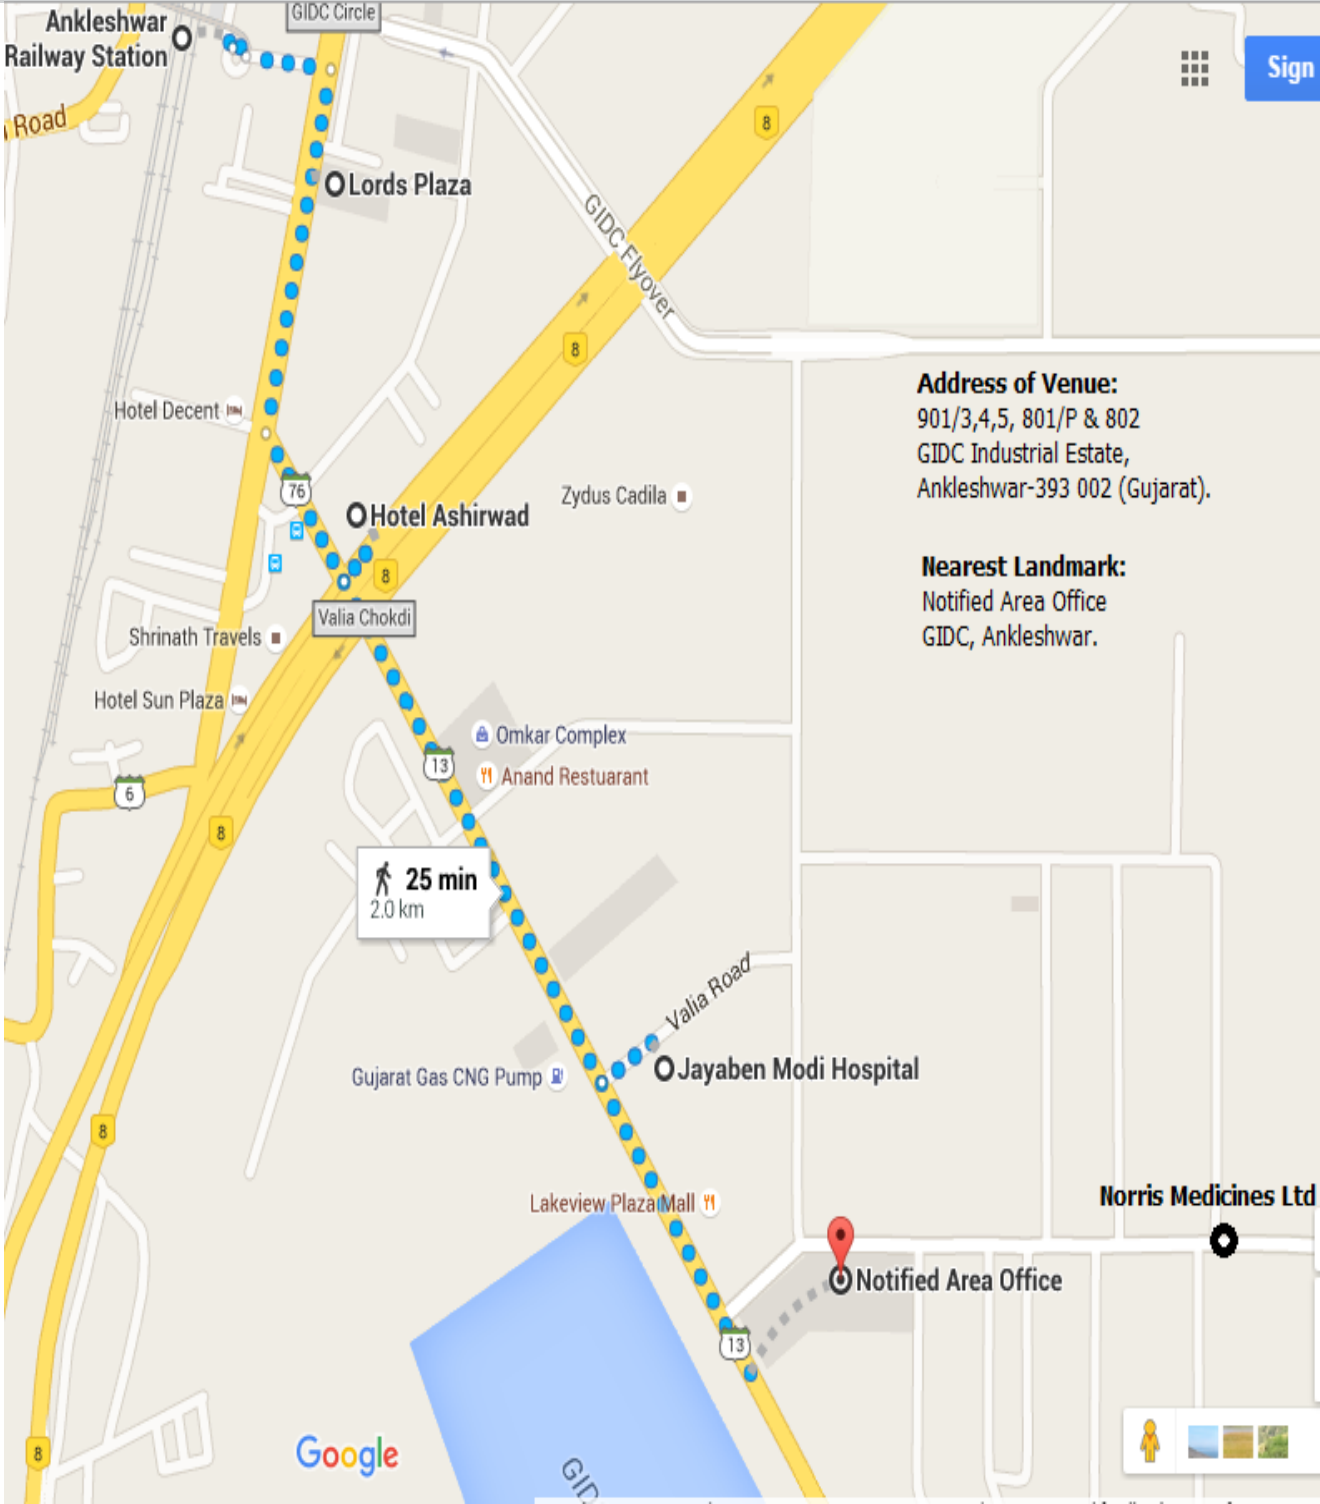 GIDC Circle
Ankleshwar
Railway Station
Sign
Road
8
Lords Plaza
GIDC Flyover
8
Address of Venue:
901/3,4,5, 801/P & 802
GIDC Industrial Estate,
Ankleshwar-393 002 (Gujarat).
Hotel Decent
76
Zydus Cadila
Hotel Ashirwad
8
Nearest Landmark:
Notified Area Office
GIDC, Ankleshwar.
Valia Chokdi
Shrinath Travels
Hotel Sun Plaza
Omkar Complex
13
Anand Restuarant
6
8
25 min
2.0 km
Valia Road
Jayaben Modi Hospital
Gujarat Gas CNG Pump
8
Norris Medicines Ltd
Lakeview Plaza Mall
Notified Area Office
13
8
Google
GID